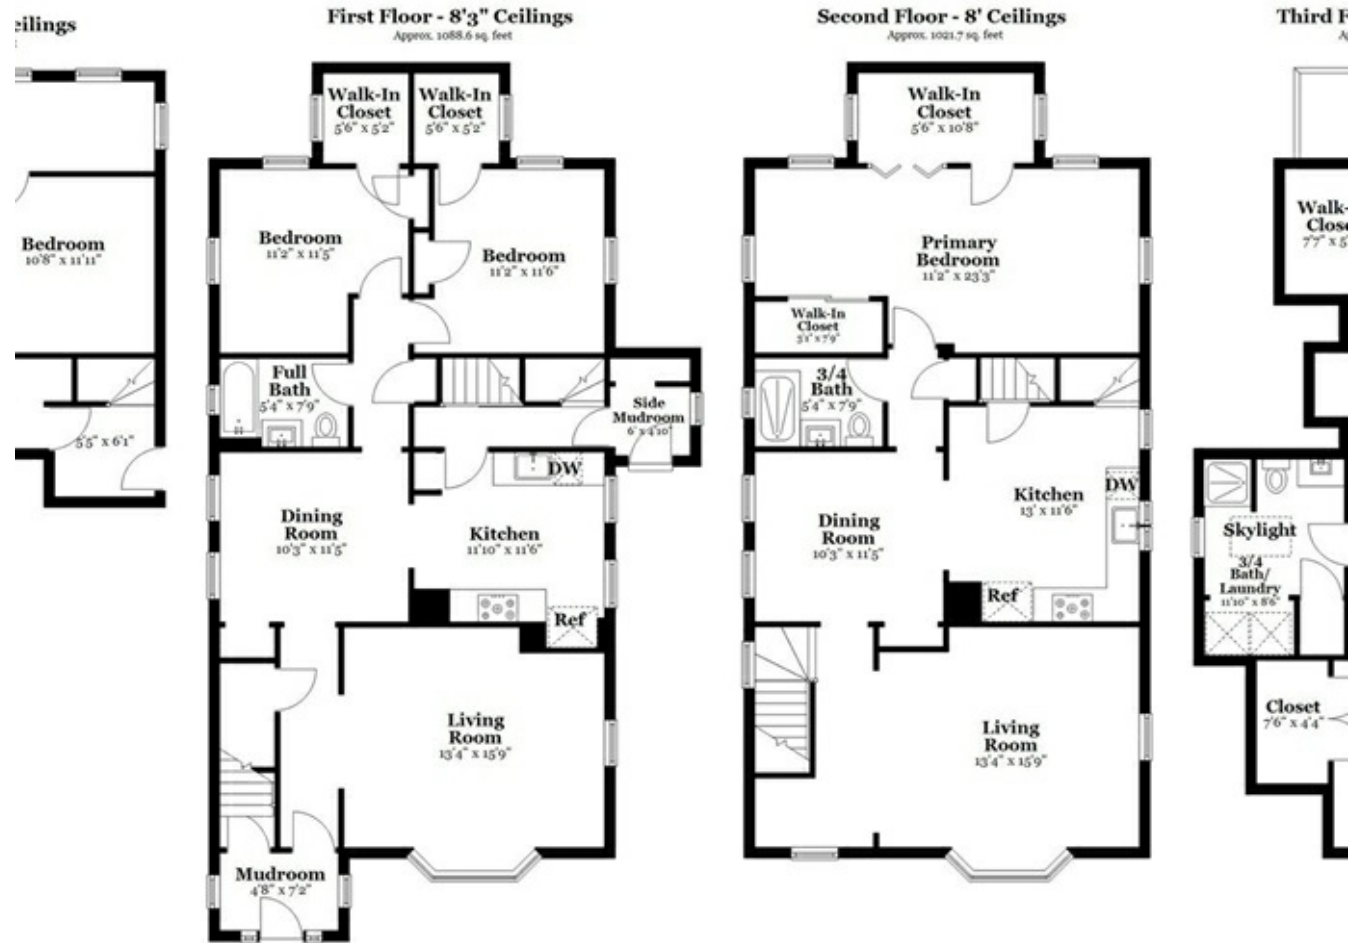 eilings
Bedroom
10'8" x 11'11"
5'5" x 6'1"
First Floor - 8'3" Ceilings
Approx. 1088.6 sq. feet
Walk-In
Closet
5'6" x 5'2"
Walk-In
Closet
5'6" x 5'2"
Bedroom
11'2" x 11'5"
Bedroom
11'2" x 11'6"
Full
Bath
5'4" x 7'9"
Side
Mudroom
6' x 4'10"
DW
Dining
Room
10'3" x 11'5"
Kitchen
11'10" x 11'6"
Ref
Living
Room
13'4" x 15'9"
Mudroom
4'8" x 7'2"
Second Floor - 8' Ceilings
Approx. 1021.7 sq. feet
Walk-In
Closet
5'6" x 10'8"
Primary
Bedroom
11'2" x 23'3"
Walk-In
Closet
3'1" x 7'9"
3/4
Bath
5'4" x 7'9"
DW
Kitchen
13' x 11'6"
Dining
Room
10'3" x 11'5"
Ref
Living
Room
13'4" x 15'9"
Third F
Ap
Walk-
Close
7'7" x 5'
Skylight
3/4
Bath/
Laundry
11'10" x 8'6"
Closet
7'6" x 4'4"